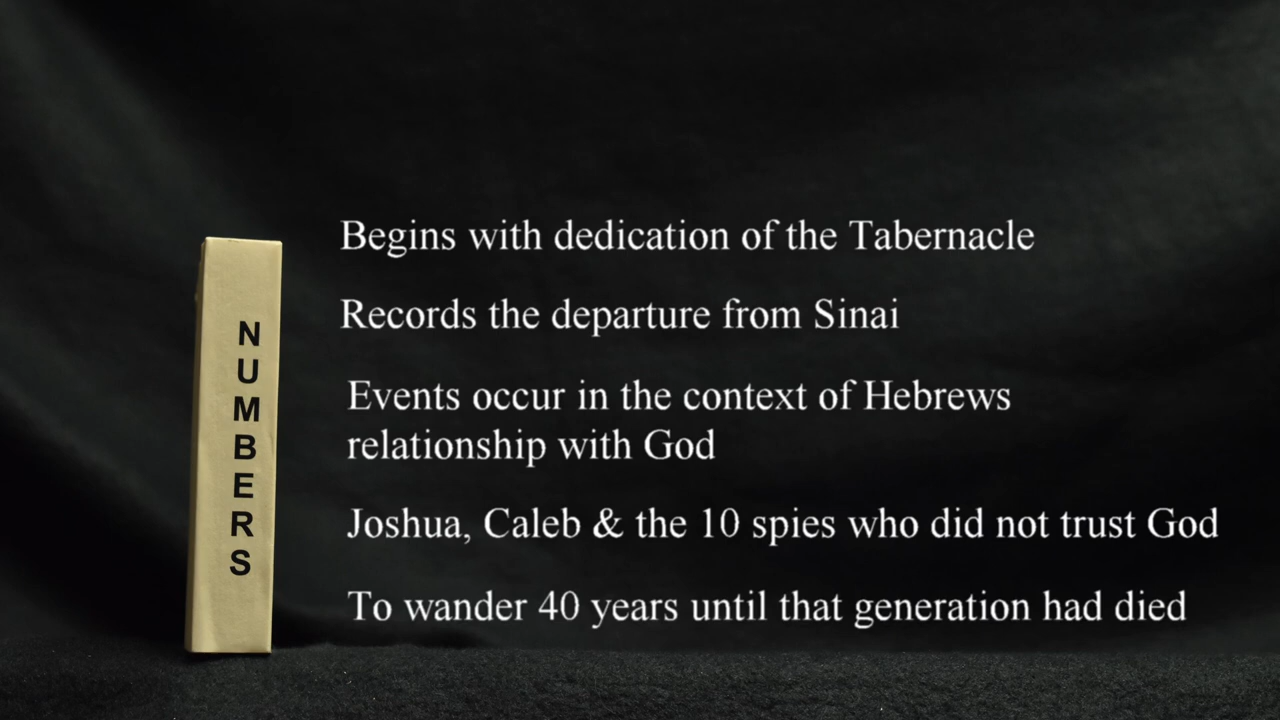 NUMBERS
Begins with dedication of the Tabernacle
Records the departure from Sinai
Events occur in the context of Hebrews
relationship with God
Joshua, Caleb & the 10 spies who did not trust God
To wander 40 years until that generation had died